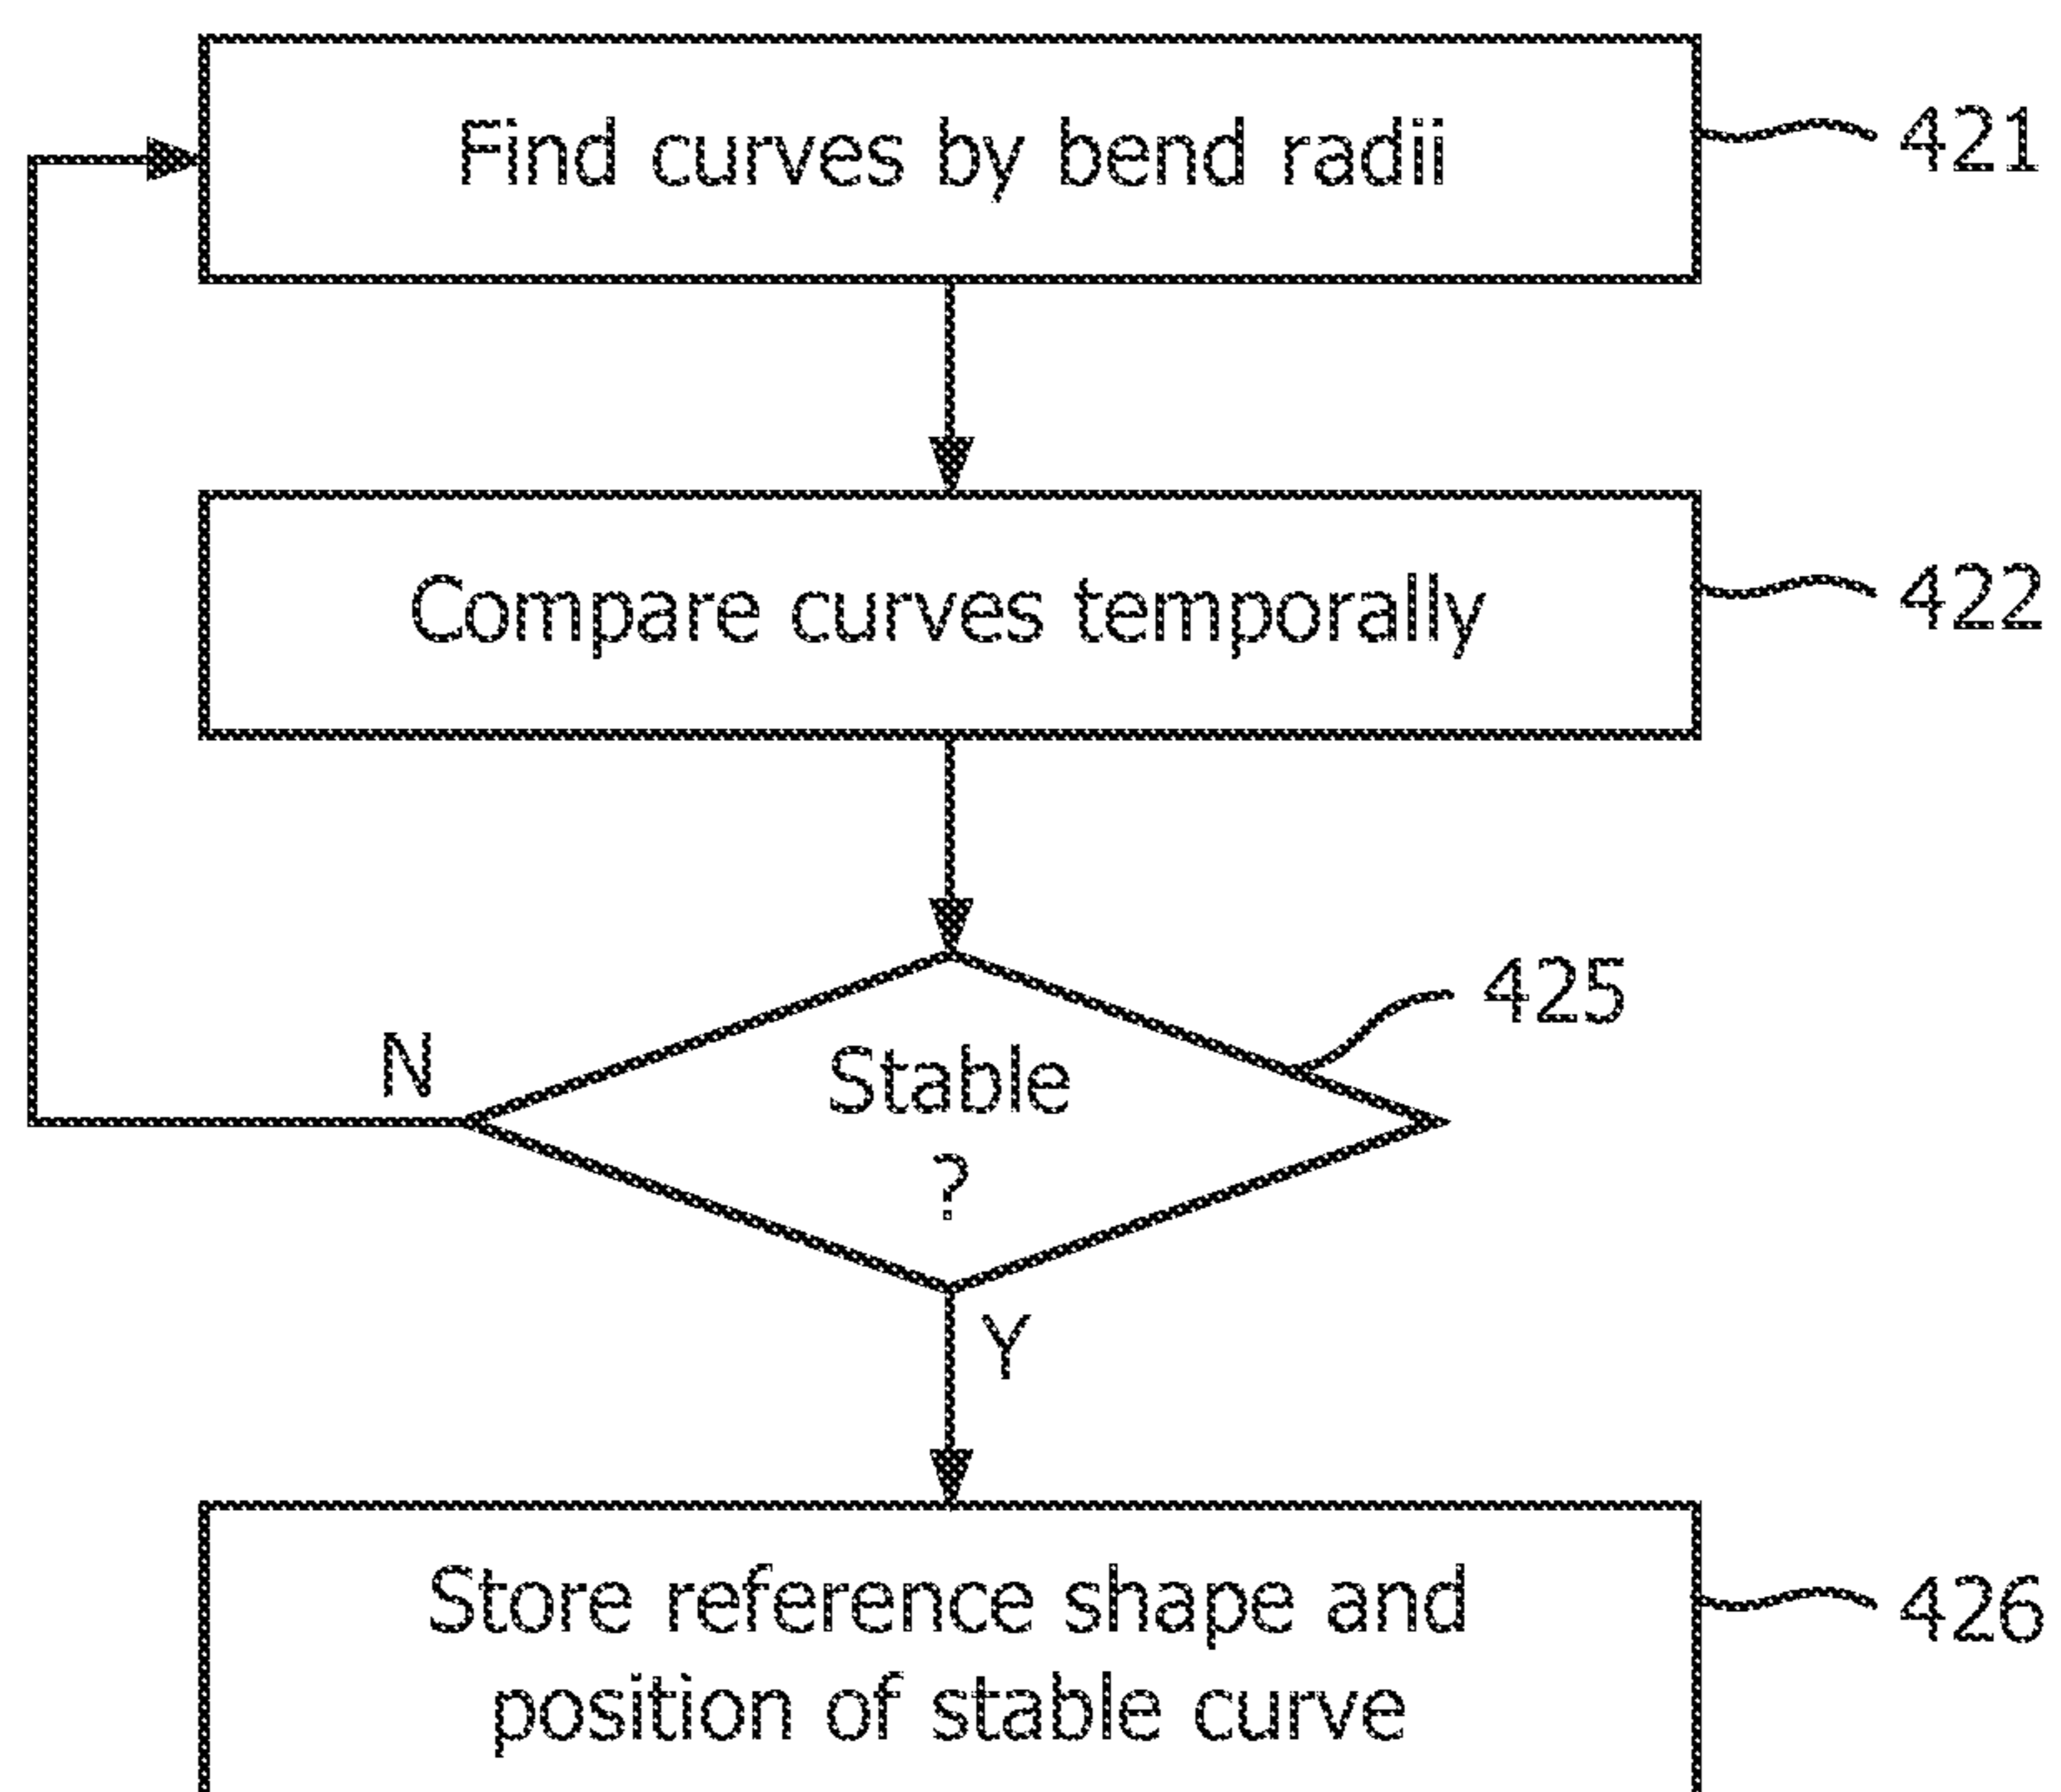 Find curves by bend radii
421
Compare curves temporally
422
425
Stable
?
N
Y
Store reference shape and
position of stable curve
426